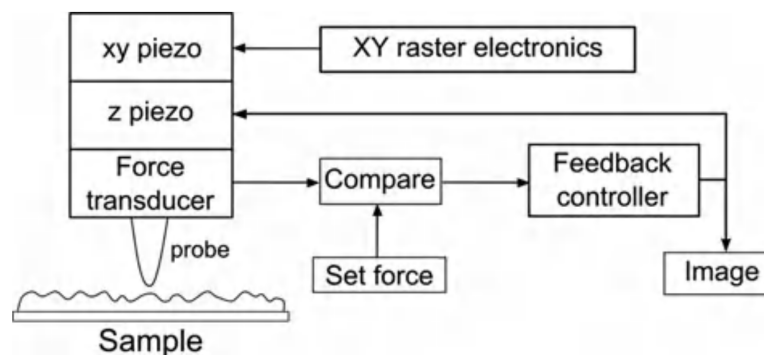 xy piezo
XY raster electronics
z piezo
Force
transducer
Compare
Feedback
controller
probe
Set force
Image
Sample